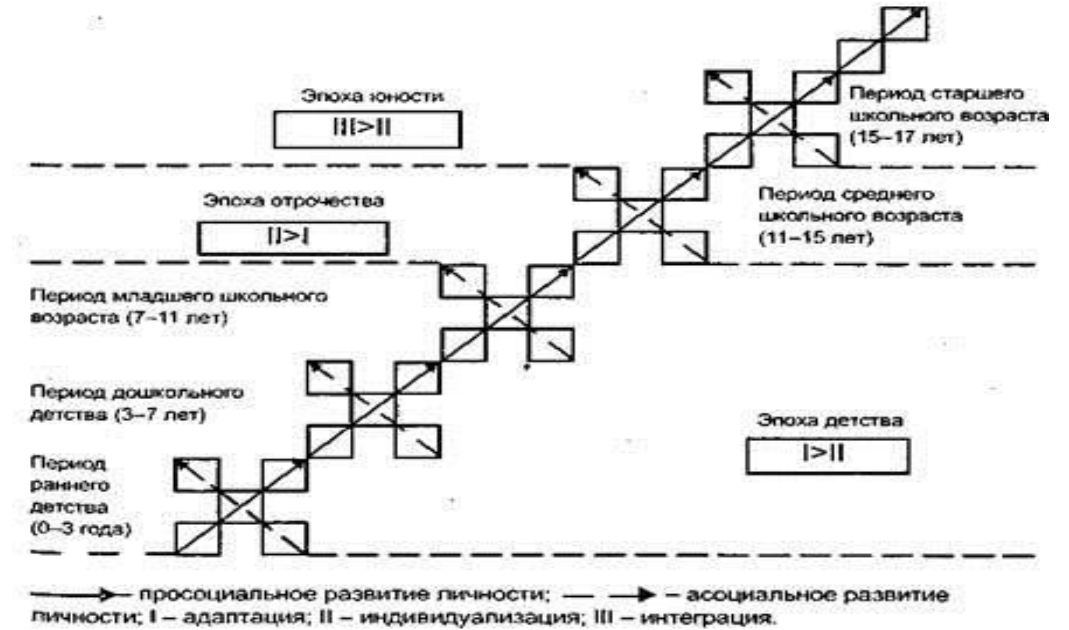 Эпоха юности
III>II
Период старшего
школьного возраста
(15–17 лет)
Эпоха отрочества
II>I
Период среднего
школьного возраста
(11–15 лет)
Период младшего школьного
возраста (7–11 лет)
Период дошкольного
детства (3–7 лет)
Эпоха детства
I>II
Период
раннего
детства
(0–3 года)
– просоциальное развитие личности; – асоциальное развитие
личности; I – адаптация; II – индивидуализация; III – интеграция.